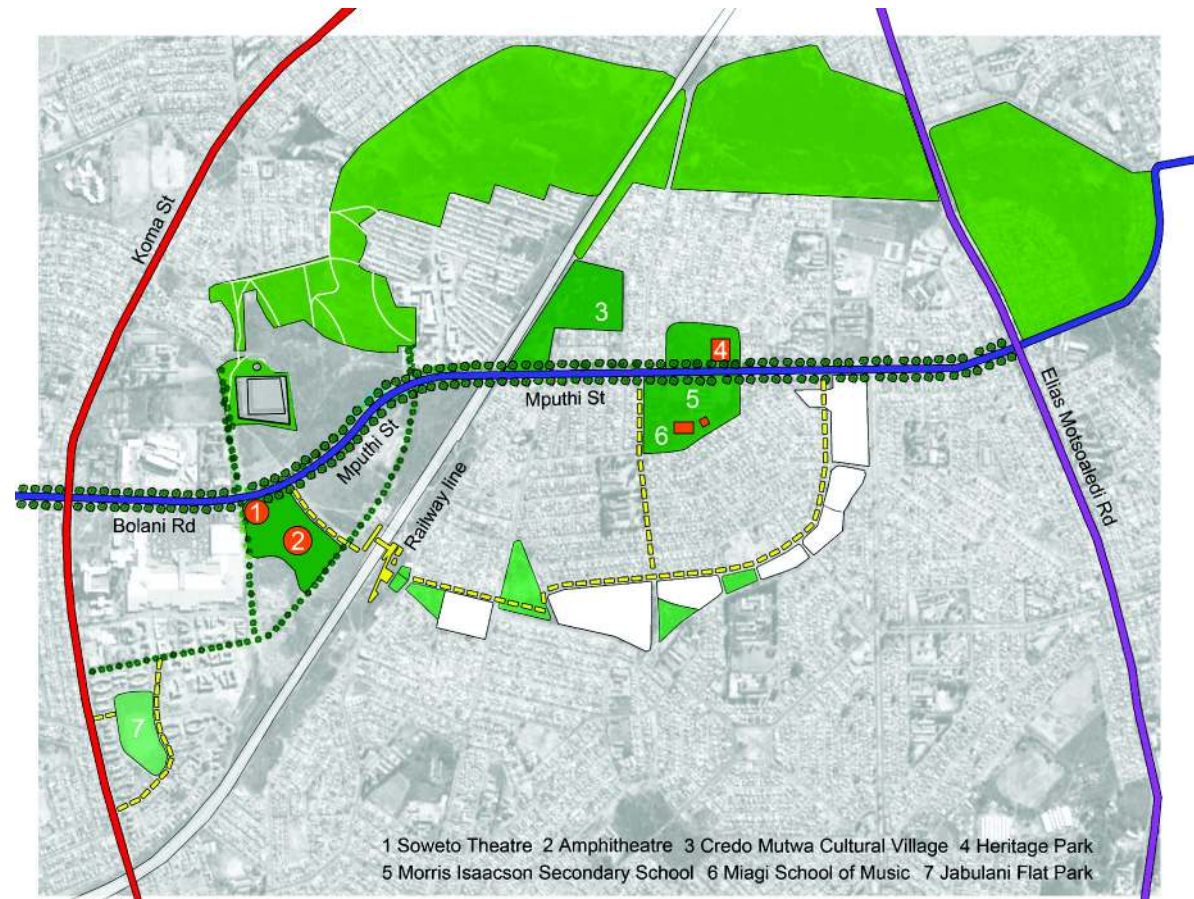 Koma St
3
4
Mputhi St
5
6
Mputhi St
Elias Motsoaledi Rd
Railway line
1
Bolani Rd
2
7
1 Soweto Theatre 2 Amphitheatre 3 Credo Mutwa Cultural Village 4 Heritage Park
5 Morris Isaacson Secondary School 6 Miagi School of Music 7 Jabulani Flat Park